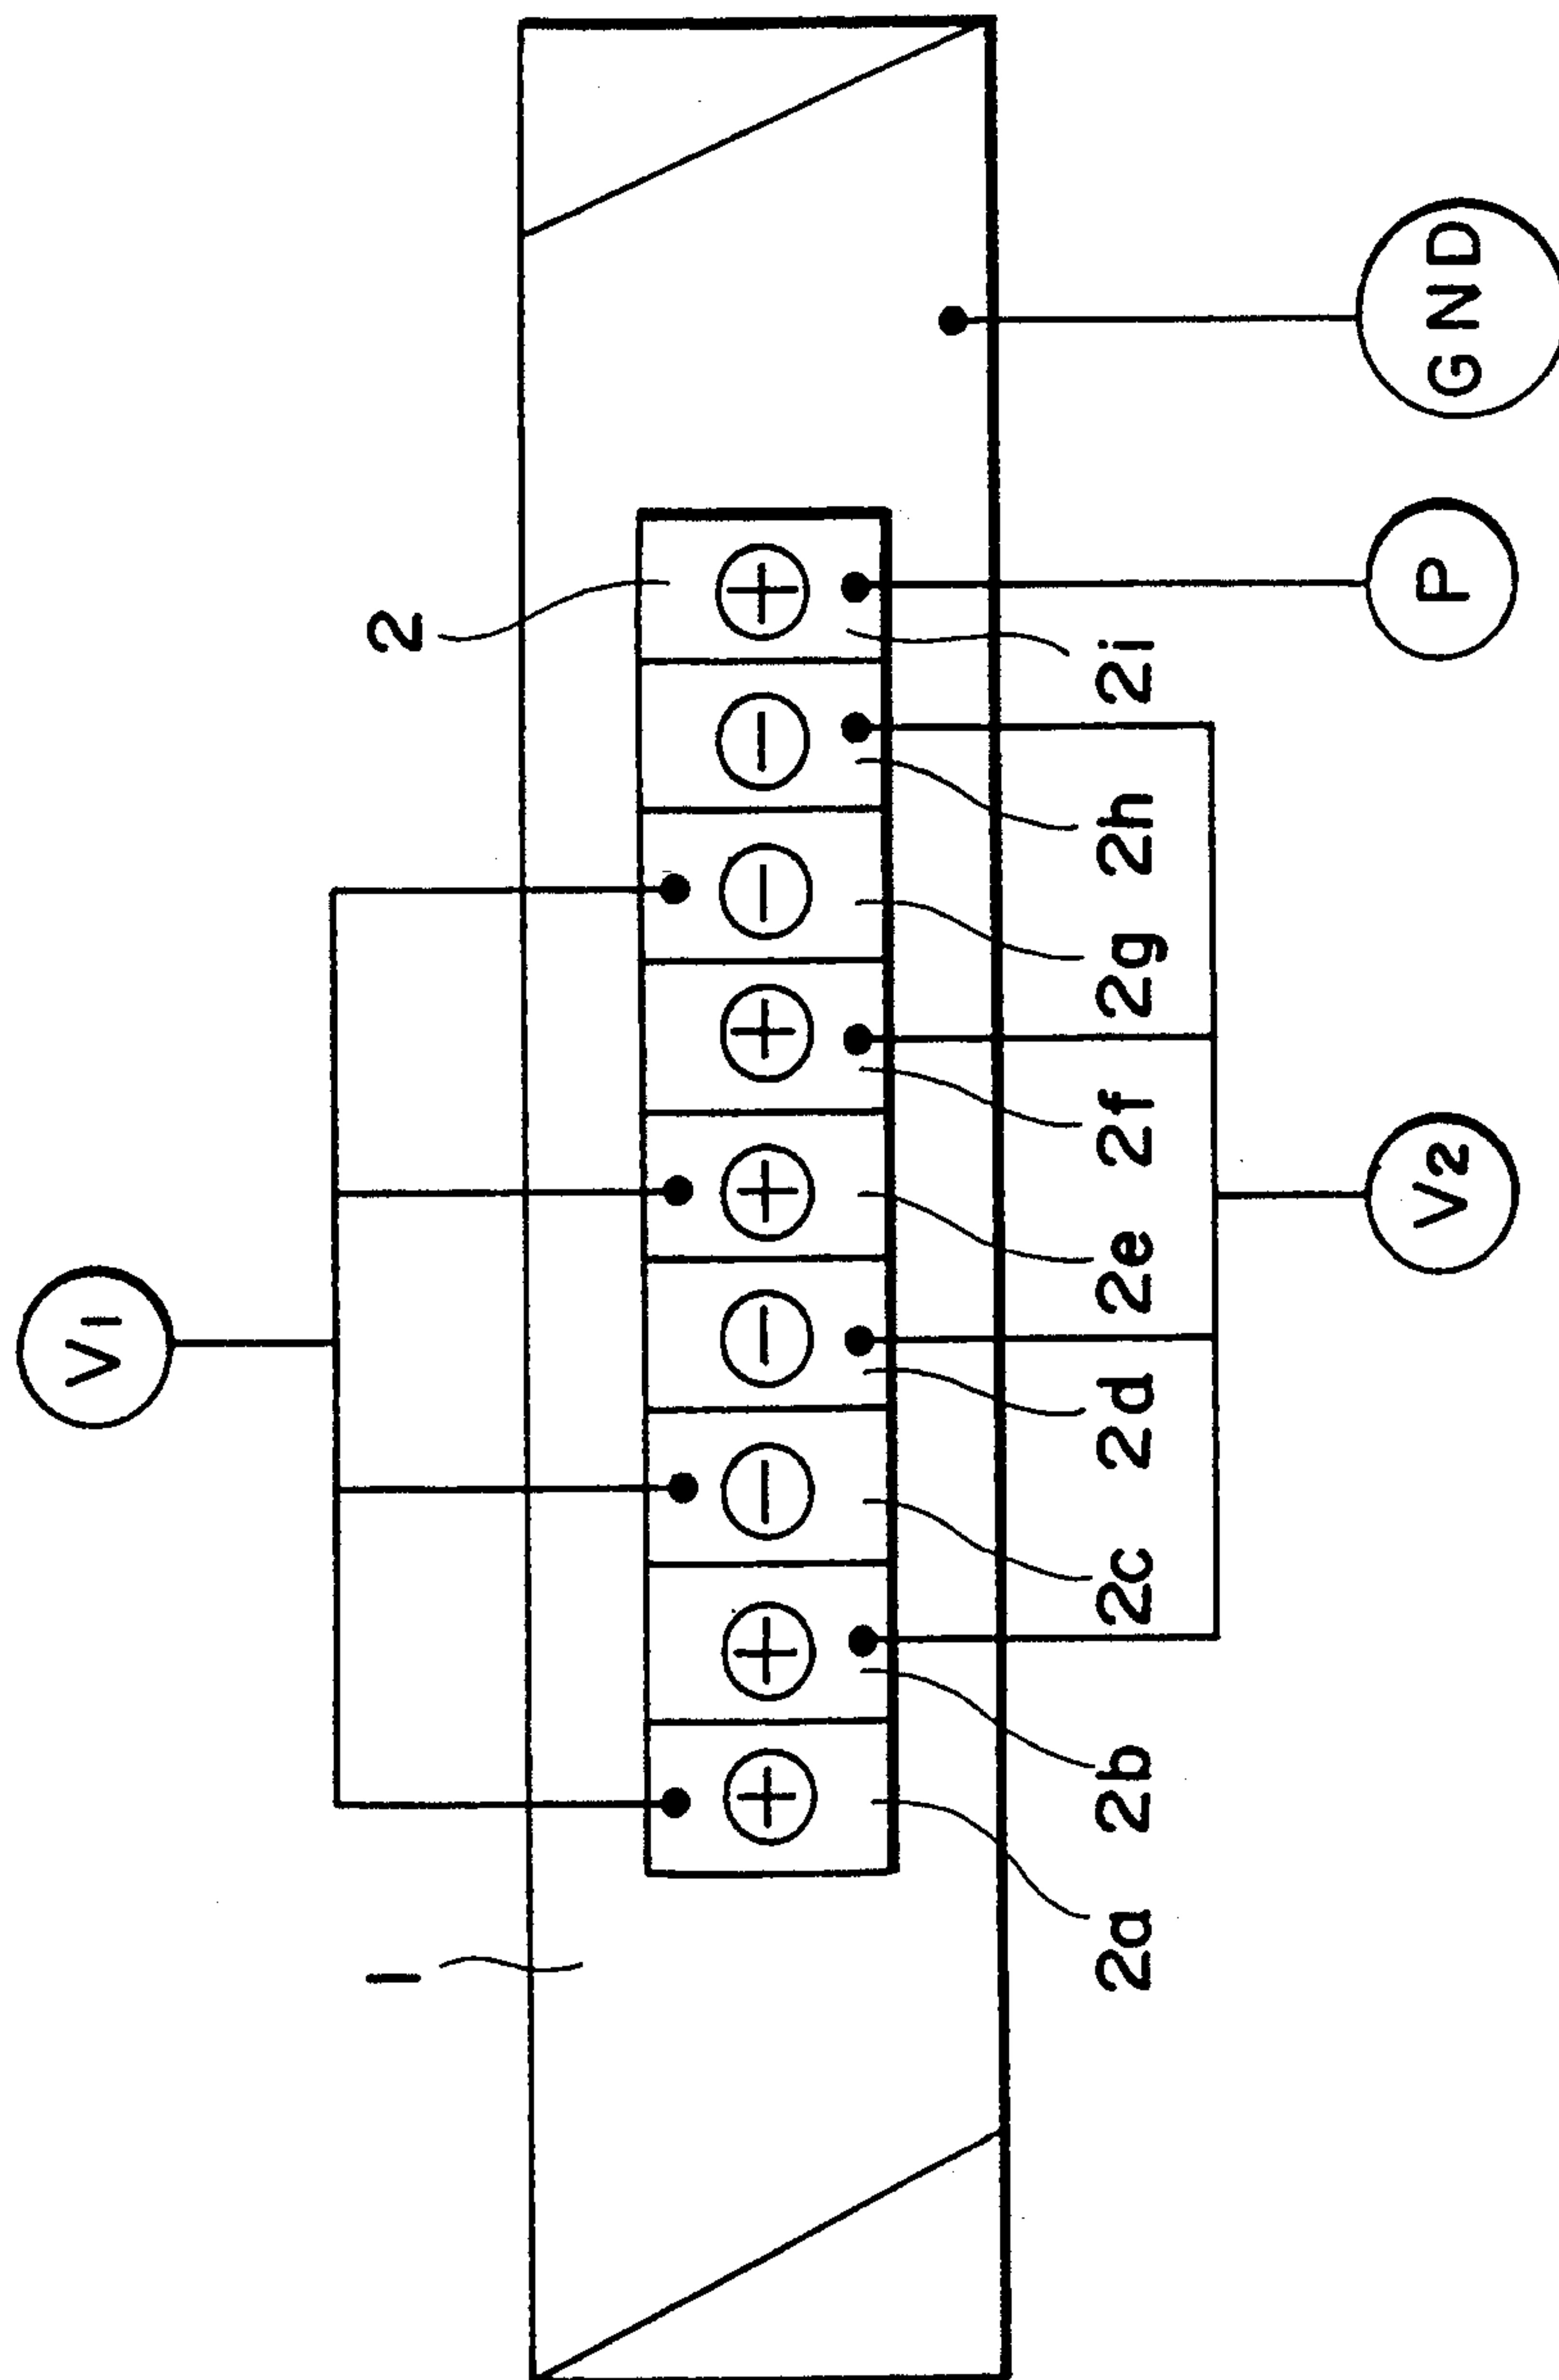 V1
1
2
+ + - - + + - - +
2a 2b 2c 2d 2e 2f 2g 2h 2i
V2
P
GND